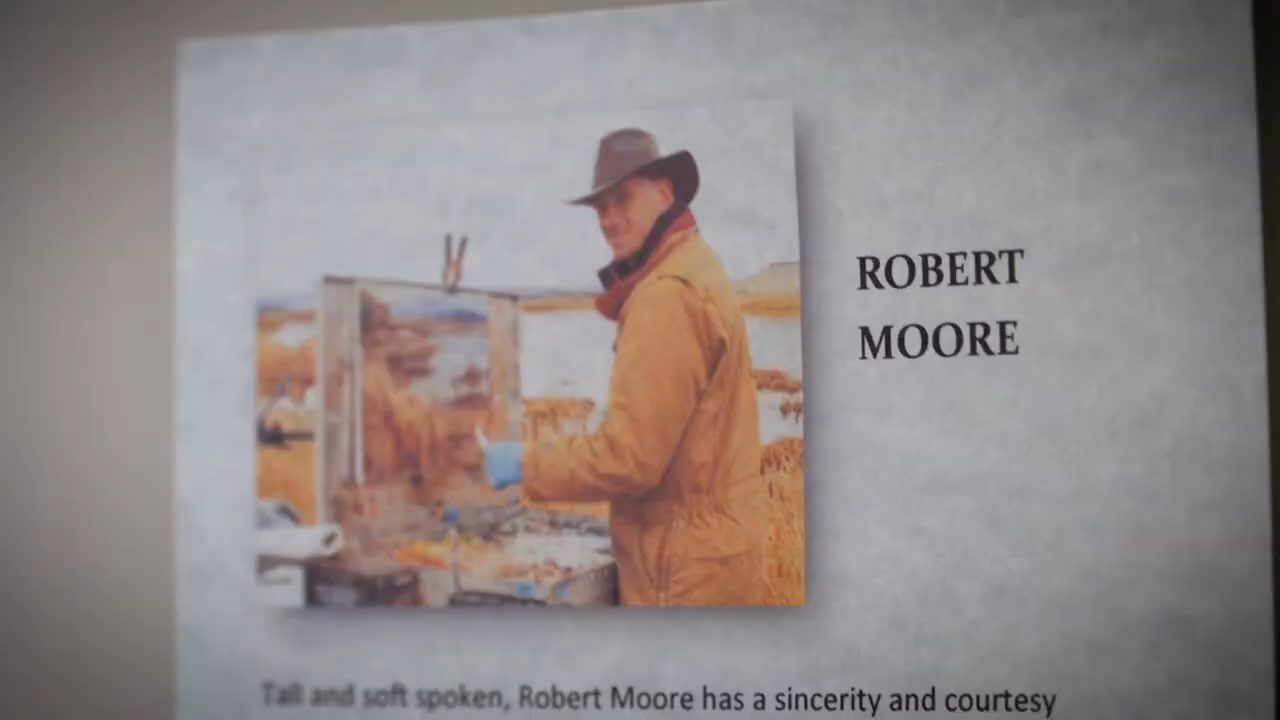 ROBERT
MOORE
Tall and soft spoken, Robert Moore has a sincerity and courtesy